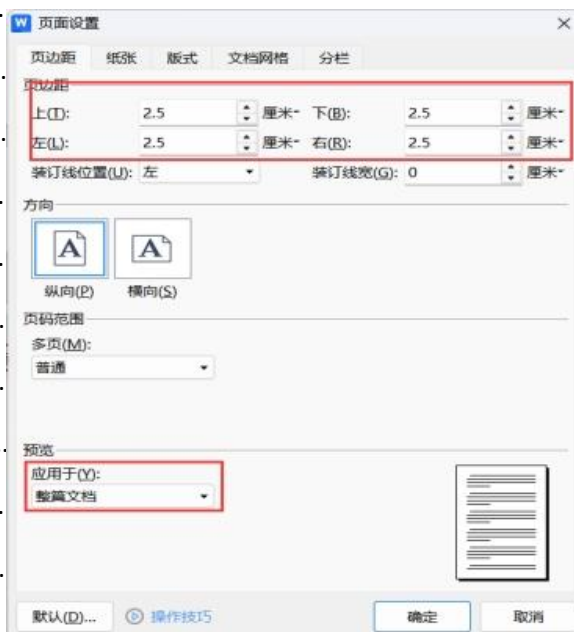 W 页面设置
页边距 纸张 版式 文档网格 分栏
页边距
上(T): 2.5 厘米 下(B): 2.5 厘米
左(L): 2.5 厘米 右(R): 2.5 厘米
装订线位置(U): 左 装订线宽(G): 0 厘米
方向
A A
纵向(P) 横向(S)
页码范围
多页(M):
普通
预览
应用于(Y):
整篇文档
默认(D)... 操作技巧 确定 取消